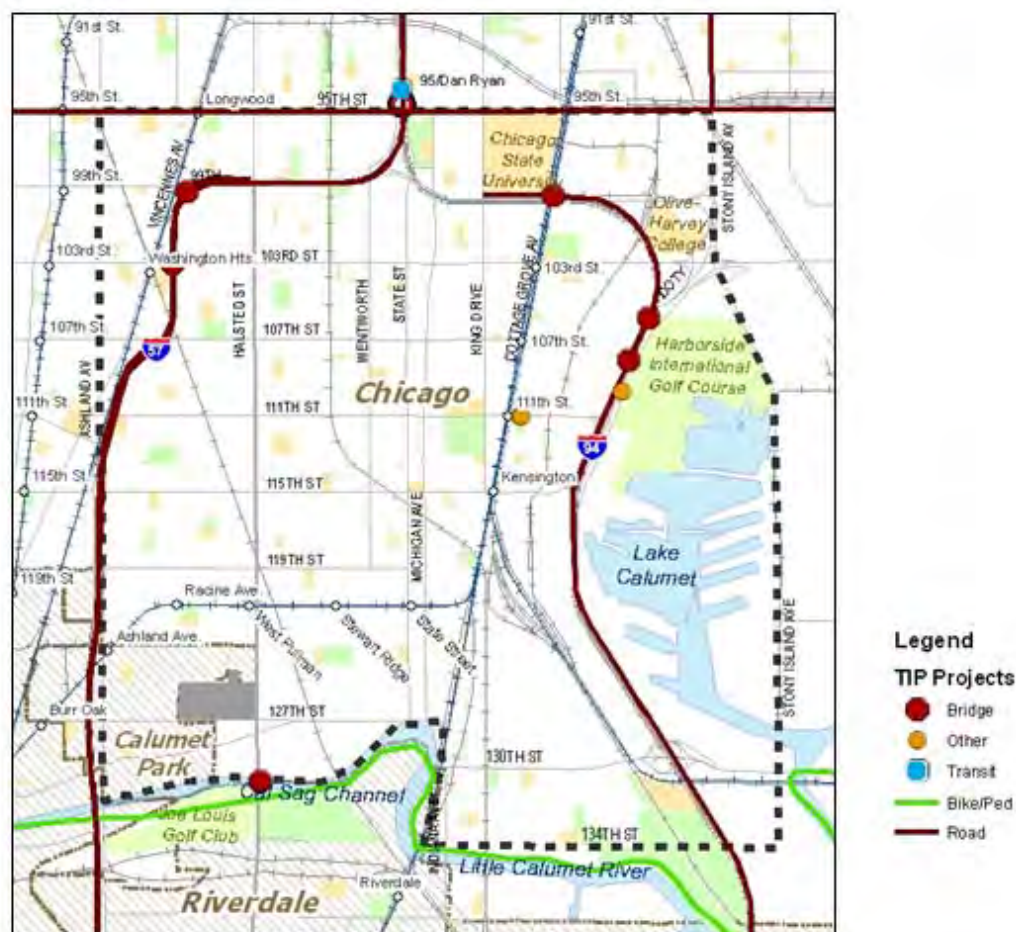 91st St.
91st St.
95/Dan Ryan
95th St.
Longwood
95TH ST
95th St.
Chicago
State
University
VINCENNES AV
99th St.
99TH
STONY ISLAND AV
Olive-
Harvey
College
103rd St.
Washington Hts
103RD ST
103rd St.
DOTY
HALSTED ST
WENTWORTH
STATE ST
KING DRIVE
COTTAGE GROVE AV
107th St.
107TH ST
107th St.
57
Harborside
International
Golf Course
ASHLAND AV
Chicago
111th St.
111TH ST
111th St.
94
115th St.
115TH ST
Kensington
MICHIGAN AVE
Lake
Calumet
119th St.
119TH ST
Racine Ave.
West Pullman
Stewart Ridge
State Street
Ashland Ave.
STONY ISLAND AVE
Burr Oak
127TH ST
Calumet
Park
130TH ST
Cal Sag Channel
Joe Louis
Golf Club
134TH ST
Little Calumet River
Riverdale
Riverdale
Legend
TIP Projects
Bridge
Other
Transit
Bike/Ped
Road